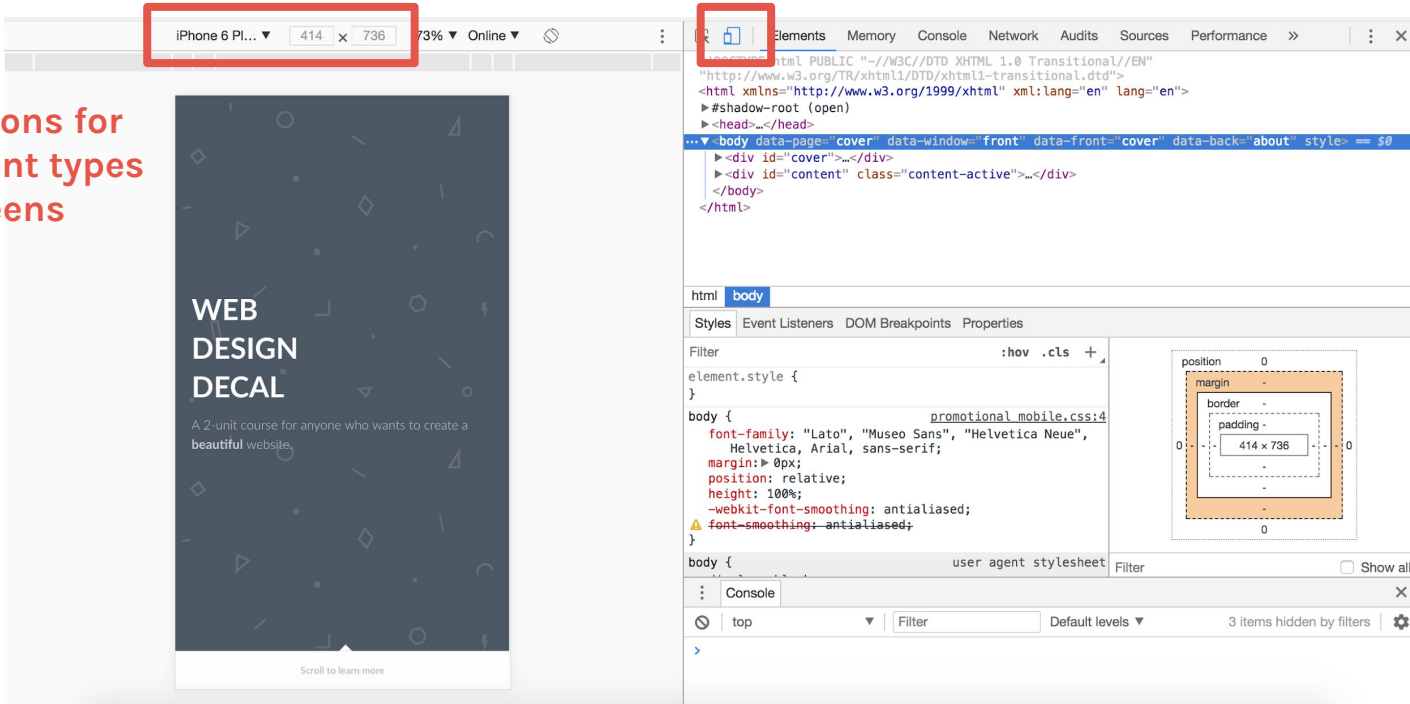 iPhone 6 Pl... ▼ 414 x 736 73% ▼ Online ▼
ons for
nt types
eens
WEB
DESIGN
DECAL
A 2-unit course for anyone who wants to create a
beautiful website.
Scroll to learn more
Elements Memory Console Network Audits Sources Performance »
html PUBLIC "-//W3C//DTD XHTML 1.0 Transitional//EN"
"http://www.w3.org/TR/xhtml1/DTD/xhtml1-transitional.dtd">
<html xmlns="http://www.w3.org/1999/xhtml" xml:lang="en" lang="en">
▶#shadow-root (open)
▶<head>…</head>
…▼<body data-page="cover" data-window="front" data-front="cover" data-back="about" style> == $0
▶<div id="cover">…</div>
▶<div id="content" class="content-active">…</div>
</body>
</html>
html body
Styles Event Listeners DOM Breakpoints Properties
Filter :hov .cls +
element.style {
}
body { promotional_mobile.css:4
font-family: "Lato", "Museo Sans", "Helvetica Neue",
Helvetica, Arial, sans-serif;
margin:▶ 0px;
position: relative;
height: 100%;
-webkit-font-smoothing: antialiased;
font-smoothing: antialiased;
}
body { user agent stylesheet
position 0
margin -
border -
padding -
0 - - - 414 × 736 - - - 0
-
-
-
0
Filter Show all
Console
top ▼ Filter Default levels ▼ 3 items hidden by filters
>